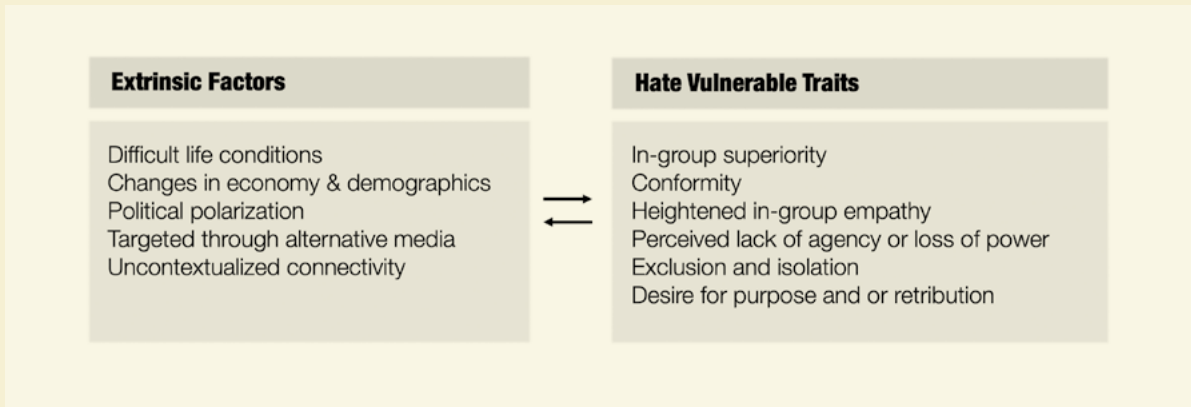 Extrinsic Factors
Difficult life conditions
Changes in economy & demographics
Political polarization
Targeted through alternative media
Uncontextualized connectivity
Hate Vulnerable Traits
In-group superiority
Conformity
Heightened in-group empathy
Perceived lack of agency or loss of power
Exclusion and isolation
Desire for purpose and or retribution